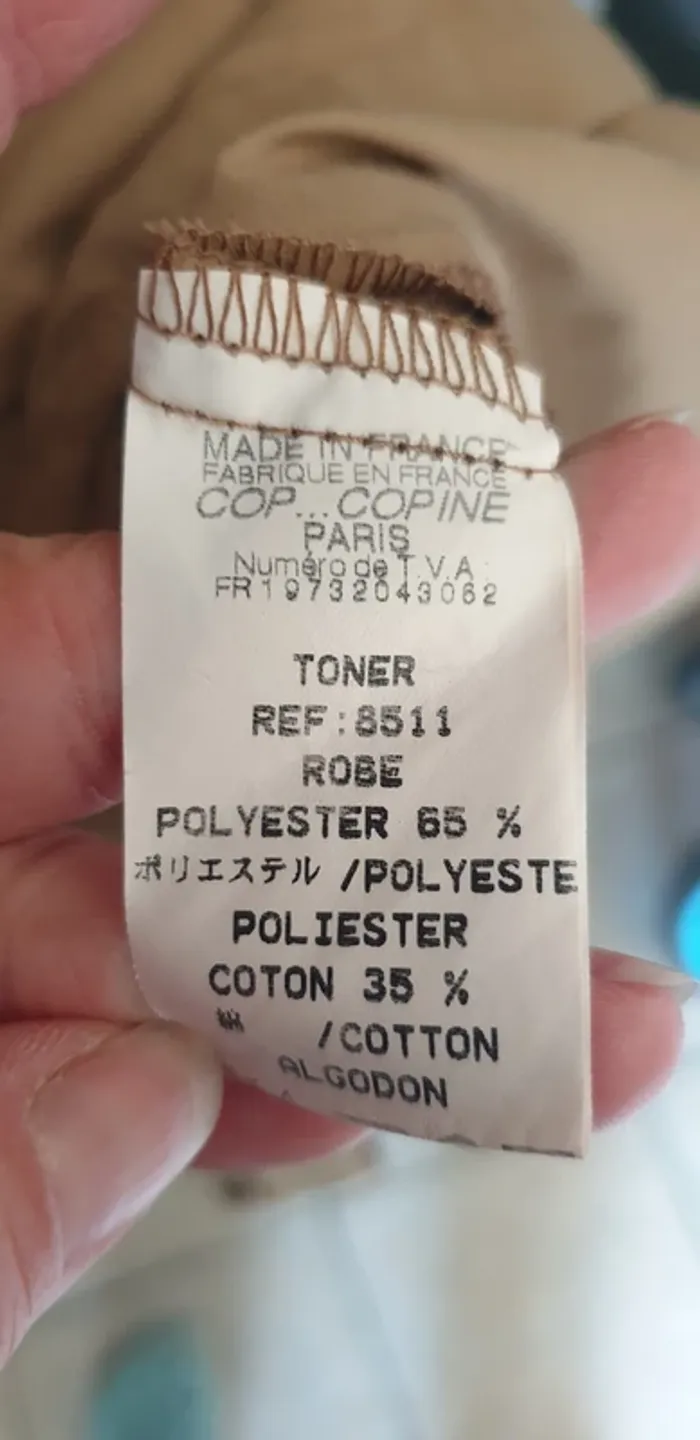 MADE IN FRANCE
FABRIQUE EN FRANCE
COP...COPINE
PARIS
Numéro de T.V.A
FR19732043062
TONER
REF:8511
ROBE
POLYESTER 65 %
ポリエステル /POLYESTE
POLIESTER
COTON 35 %
綿 /COTTON
ALGODON